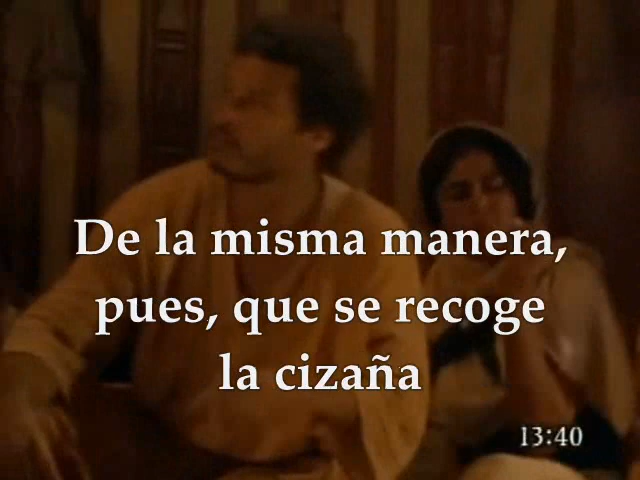 De la misma manera,
pues, que se recoge
la cizaña
13:40